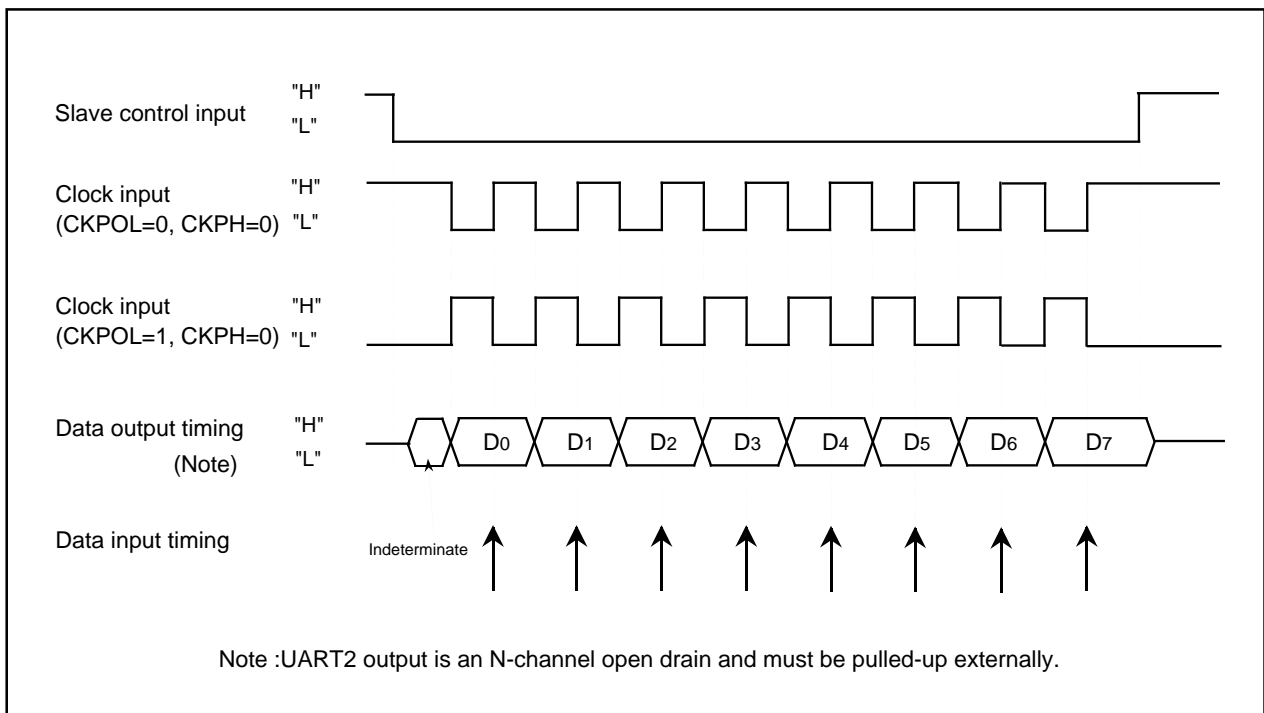 Slave control input "H"
"L"
Clock input "H"
(CKPOL=0, CKPH=0) "L"
Clock input "H"
(CKPOL=1, CKPH=0) "L"
Data output timing "H"
(Note) "L"
D0 D1 D2 D3 D4 D5 D6 D7
Data input timing
Indeterminate
Note :UART2 output is an N-channel open drain and must be pulled-up externally.